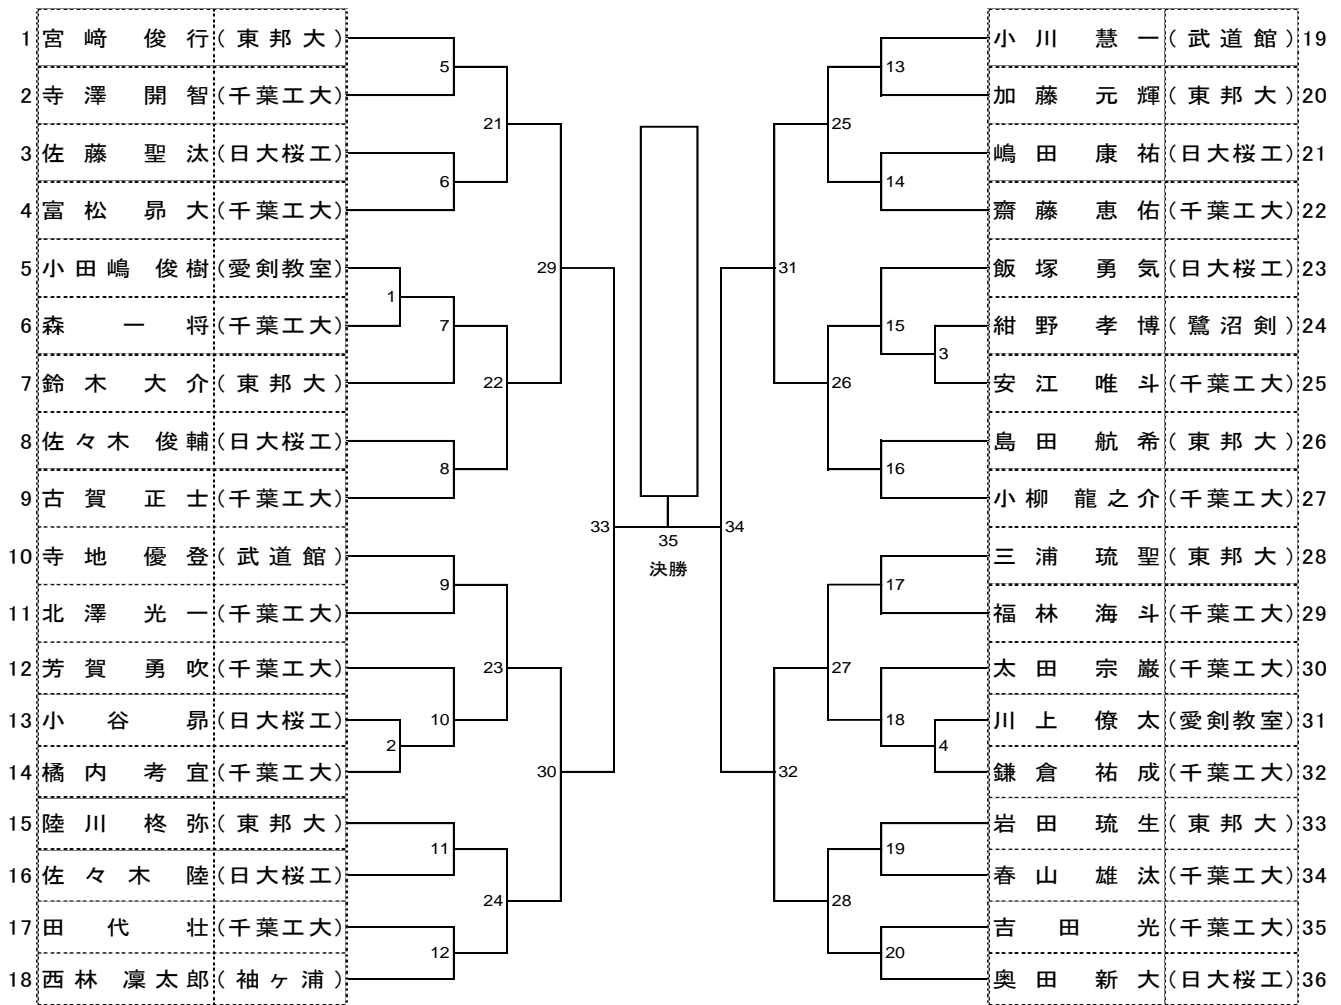 1 宮﨑 俊行 (東邦大)
2 寺澤 開智 (千葉工大)
3 佐藤 聖汰 (日大桜工)
4 富松 昴大 (千葉工大)
5 小田嶋 俊樹 (愛剣教室)
6 森 一将 (千葉工大)
7 鈴木 大介 (東邦大)
8 佐々木 俊輔 (日大桜工)
9 古賀 正士 (千葉工大)
10 寺地 優登 (武道館)
11 北澤 光一 (千葉工大)
12 芳賀 勇吹 (千葉工大)
13 小谷 昴 (日大桜工)
14 橘内 考宜 (千葉工大)
15 陸川 柊弥 (東邦大)
16 佐々木 陸 (日大桜工)
17 田代 壮 (千葉工大)
18 西林 凜太郎 (袖ヶ浦)
5
21
6
29
1
7
22
8
33
9
23
10
2
30
11
24
12
35
決勝
13
25
14
31
15
3
26
16
34
17
27
18
4
32
19
28
20
小川 慧一 (武道館) 19
加藤 元輝 (東邦大) 20
嶋田 康祐 (日大桜工) 21
齋藤 恵佑 (千葉工大) 22
飯塚 勇気 (日大桜工) 23
紺野 孝博 (鷺沼剣) 24
安江 唯斗 (千葉工大) 25
島田 航希 (東邦大) 26
小柳 龍之介 (千葉工大) 27
三浦 琉聖 (東邦大) 28
福林 海斗 (千葉工大) 29
太田 宗巌 (千葉工大) 30
川上 僚太 (愛剣教室) 31
鎌倉 祐成 (千葉工大) 32
岩田 琉生 (東邦大) 33
春山 雄汰 (千葉工大) 34
吉田 光 (千葉工大) 35
奥田 新大 (日大桜工) 36